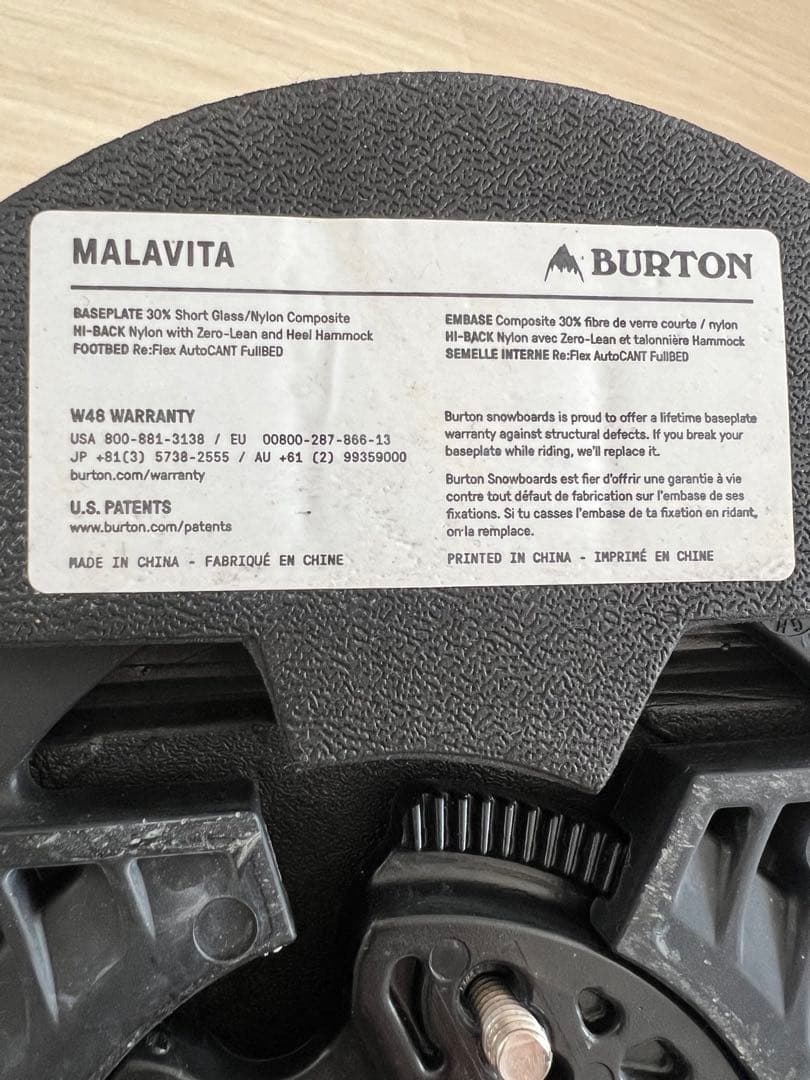 MALAVITA
BURTON
BASEPLATE 30% Short Glass/Nylon Composite
HI-BACK Nylon with Zero-Lean and Heel Hammock
FOOTBED Re:Flex AutoCANT FullBED
EMBASE Composite 30% fibre de verre courte / nylon
HI-BACK Nylon avec Zero-Lean et talonnière Hammock
SEMELLE INTERNE Re:Flex AutoCANT FullBED
W48 WARRANTY
USA 800-881-3138 / EU 00800-287-866-13
JP +81(3) 5738-2555 / AU +61 (2) 99359000
burton.com/warranty
U.S. PATENTS
www.burton.com/patents
MADE IN CHINA - FABRIQUÉ EN CHINE
Burton snowboards is proud to offer a lifetime baseplate
warranty against structural defects. If you break your
baseplate while riding, we'll replace it.
Burton Snowboards est fier d'offrir une garantie à vie
contre tout défaut de fabrication sur l'embase de ses
fixations. Si tu casses l'embase de ta fixation en ridant,
on la remplace.
PRINTED IN CHINA - IMPRIMÉ EN CHINE